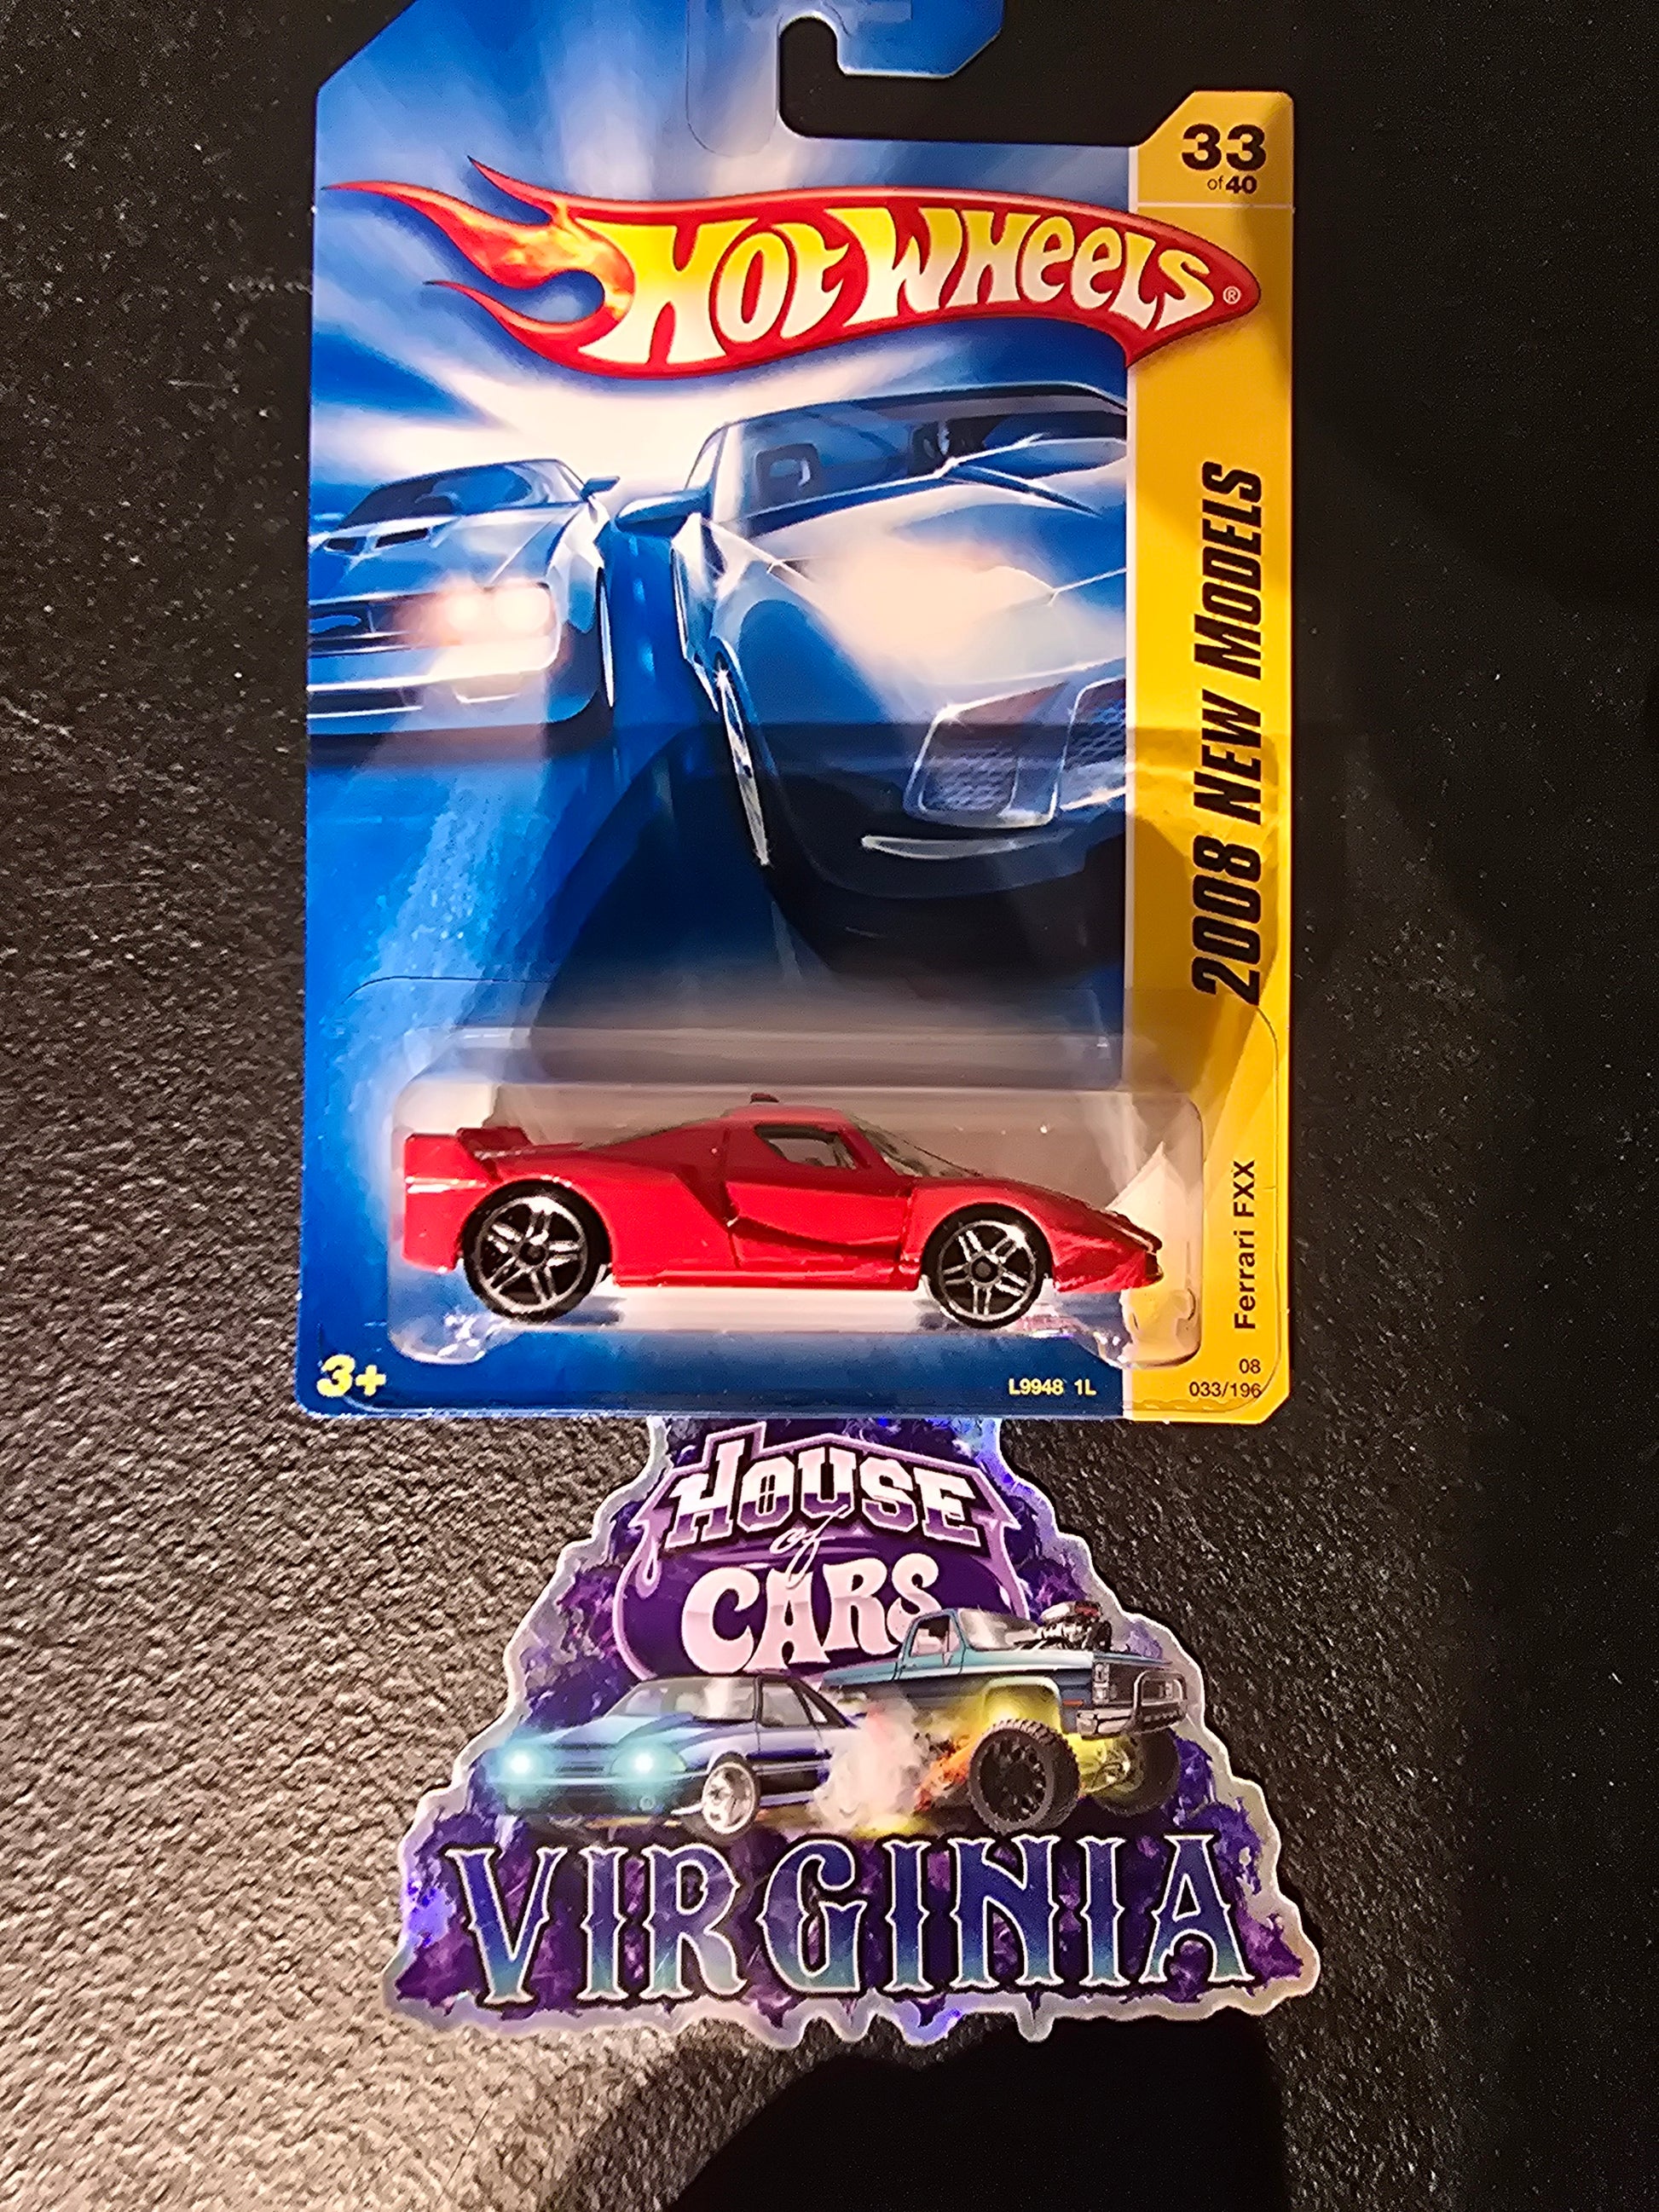 33
of 40
HOT WHEELS®
2008 NEW MODELS
Ferrari FXX
3+
L9948 1L
08
033/196
HOUSE
of
CARS
VIRGINIA